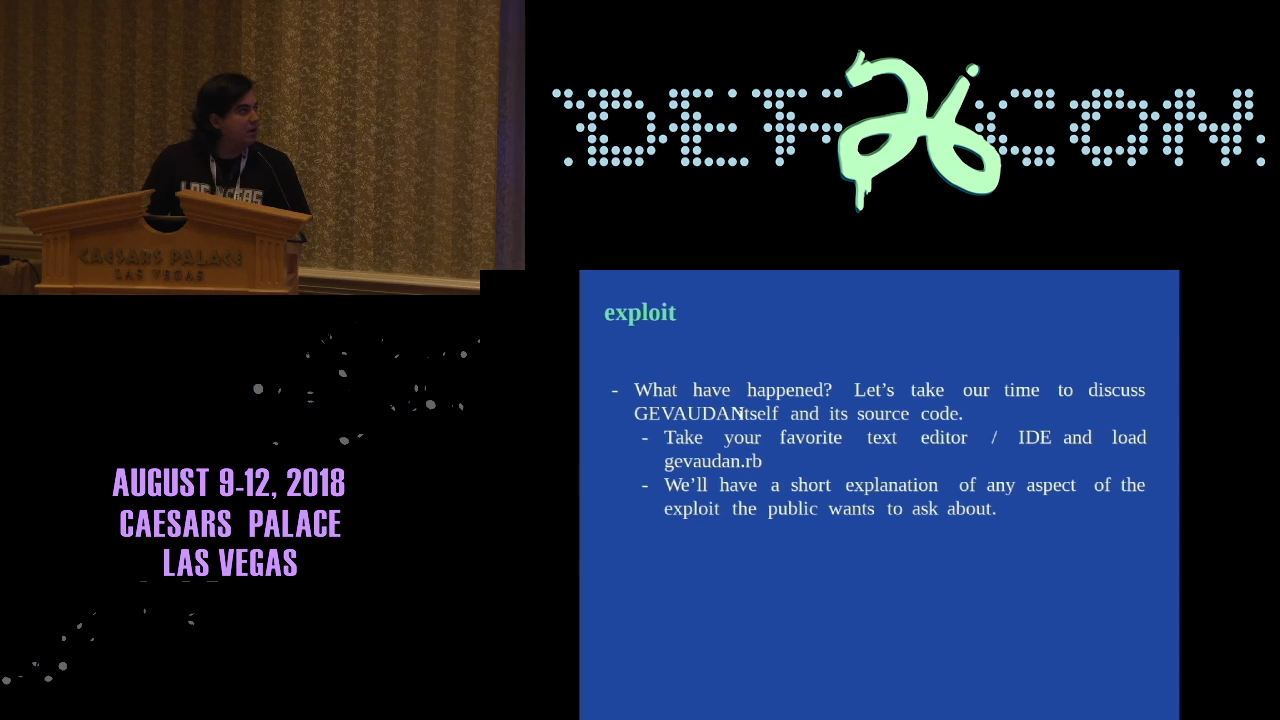 DEF 26 CON
LAS VEGAS
CAESARS PALACE
LAS VEGAS
exploit
- What have happened? Let's take our time to discuss
GEVAUDANitself and its source code.
- Take your favorite text editor / IDE and load
gevaudan.rb
- We'll have a short explanation of any aspect of the
exploit the public wants to ask about.
AUGUST 9-12, 2018
CAESARS PALACE
LAS VEGAS